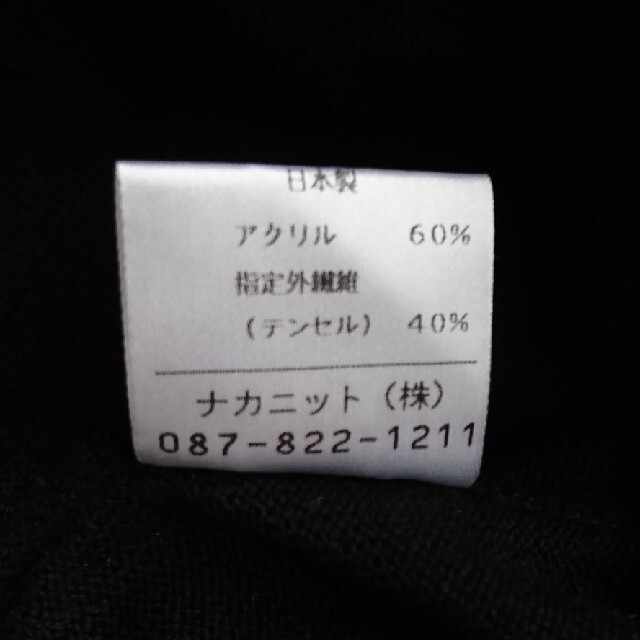 日本製
アクリル 60%
指定外繊維
(テンセル) 40%
ナカニット(株)
087-822-1211